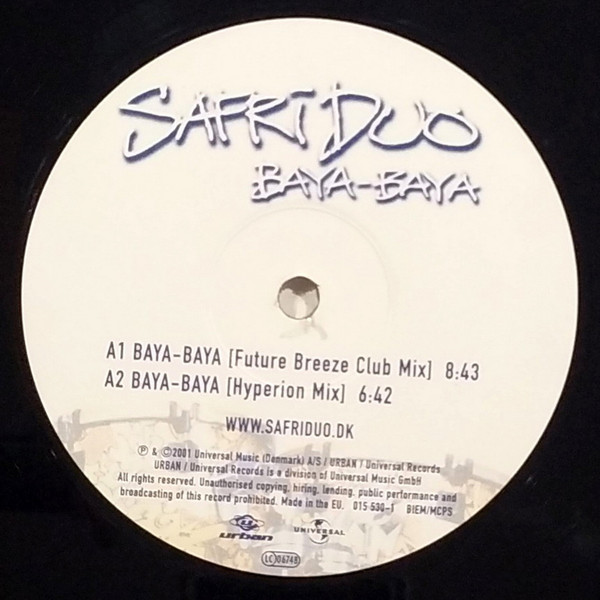 SAFRI DUO
BAYA-BAYA
A1 BAYA-BAYA [Future Breeze Club Mix] 8:43
A2 BAYA-BAYA [Hyperion Mix] 6:42
WWW.SAFRIDUO.DK
℗ & ©2001 Universal Music (Denmark) A/S / URBAN / Universal Records
URBAN / Universal Records is a division of Universal Music GmbH
All rights reserved. Unauthorised copying, hiring, lending, public performance and
broadcasting of this record prohibited. Made in the EU. 015 530-1 BIEM/MCPS
urban UNIVERSAL
LC 06748